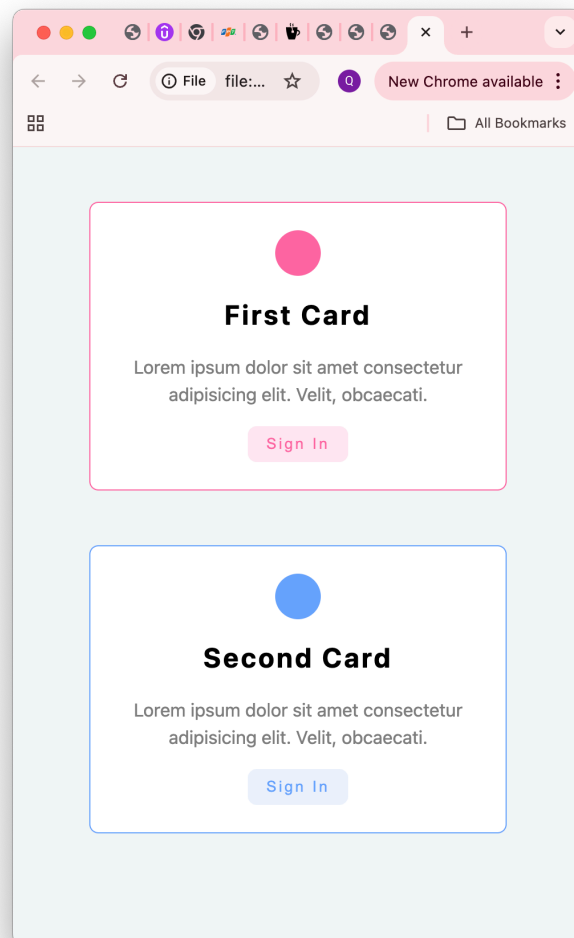 File
file:...
Q
New Chrome available
All Bookmarks
First Card
Lorem ipsum dolor sit amet consectetur
adipisicing elit. Velit, obcaecati.
Sign In
Second Card
Lorem ipsum dolor sit amet consectetur
adipisicing elit. Velit, obcaecati.
Sign In